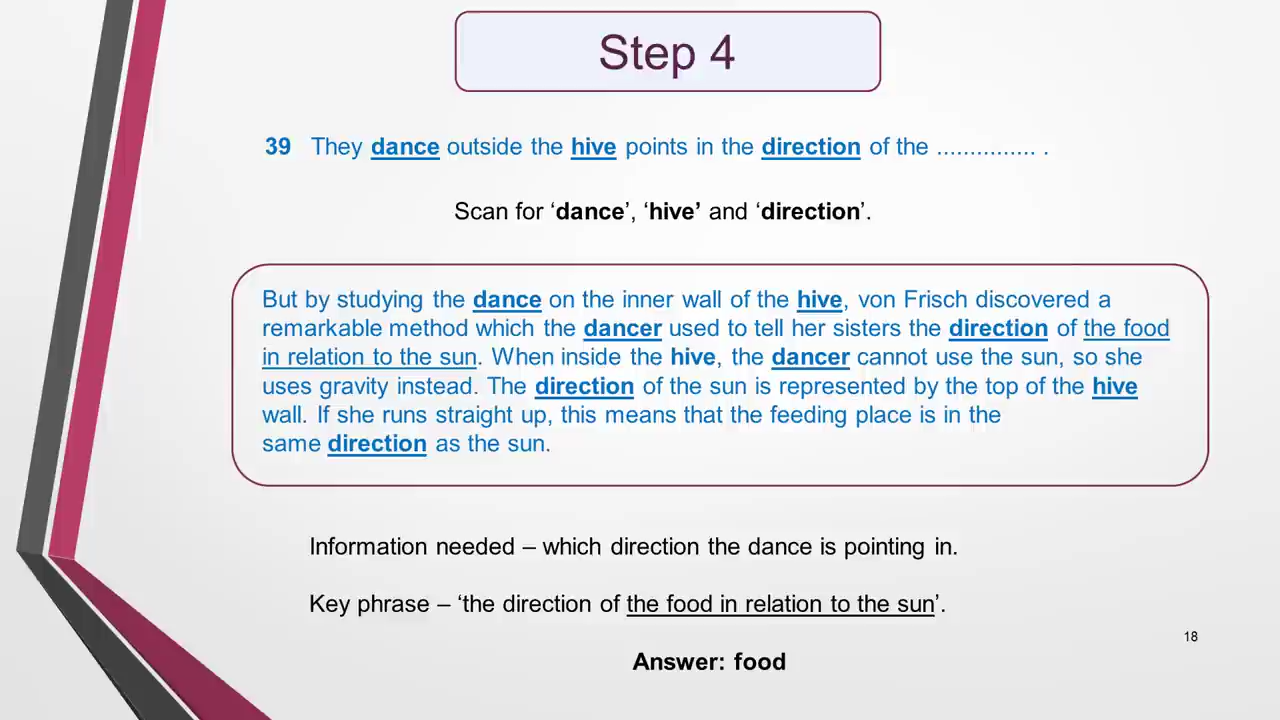 Step 4
39 They dance outside the hive points in the direction of the ............... .
Scan for ‘dance’, ‘hive’ and ‘direction’.
But by studying the dance on the inner wall of the hive, von Frisch discovered a
remarkable method which the dancer used to tell her sisters the direction of the food
in relation to the sun. When inside the hive, the dancer cannot use the sun, so she
uses gravity instead. The direction of the sun is represented by the top of the hive
wall. If she runs straight up, this means that the feeding place is in the
same direction as the sun.
Information needed – which direction the dance is pointing in.
Key phrase – ‘the direction of the food in relation to the sun’.
18
Answer: food